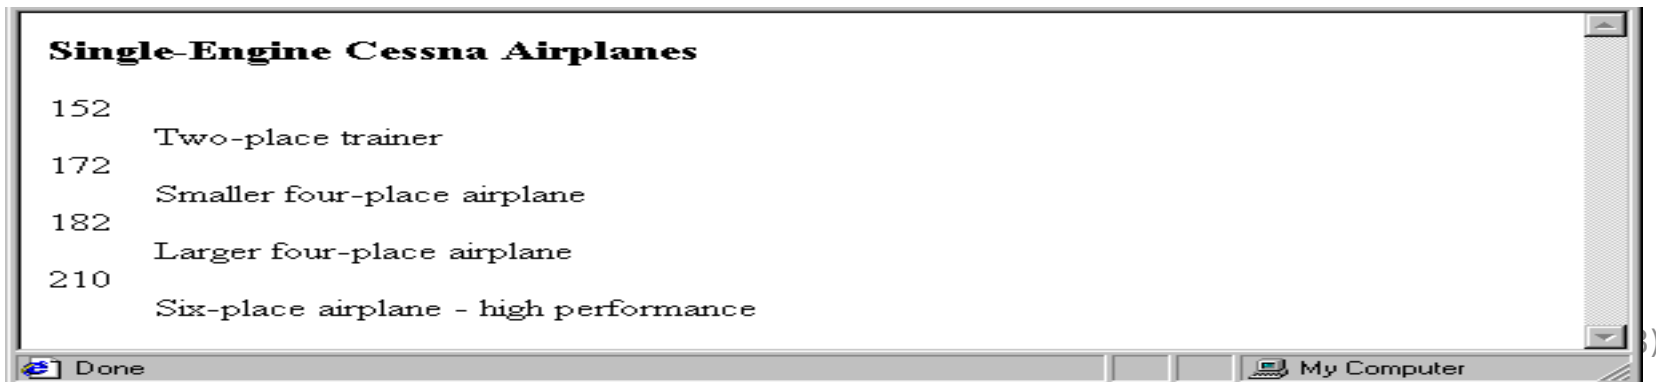 Single-Engine Cessna Airplanes
152
Two-place trainer
172
Smaller four-place airplane
182
Larger four-place airplane
210
Six-place airplane - high performance
Done
My Computer